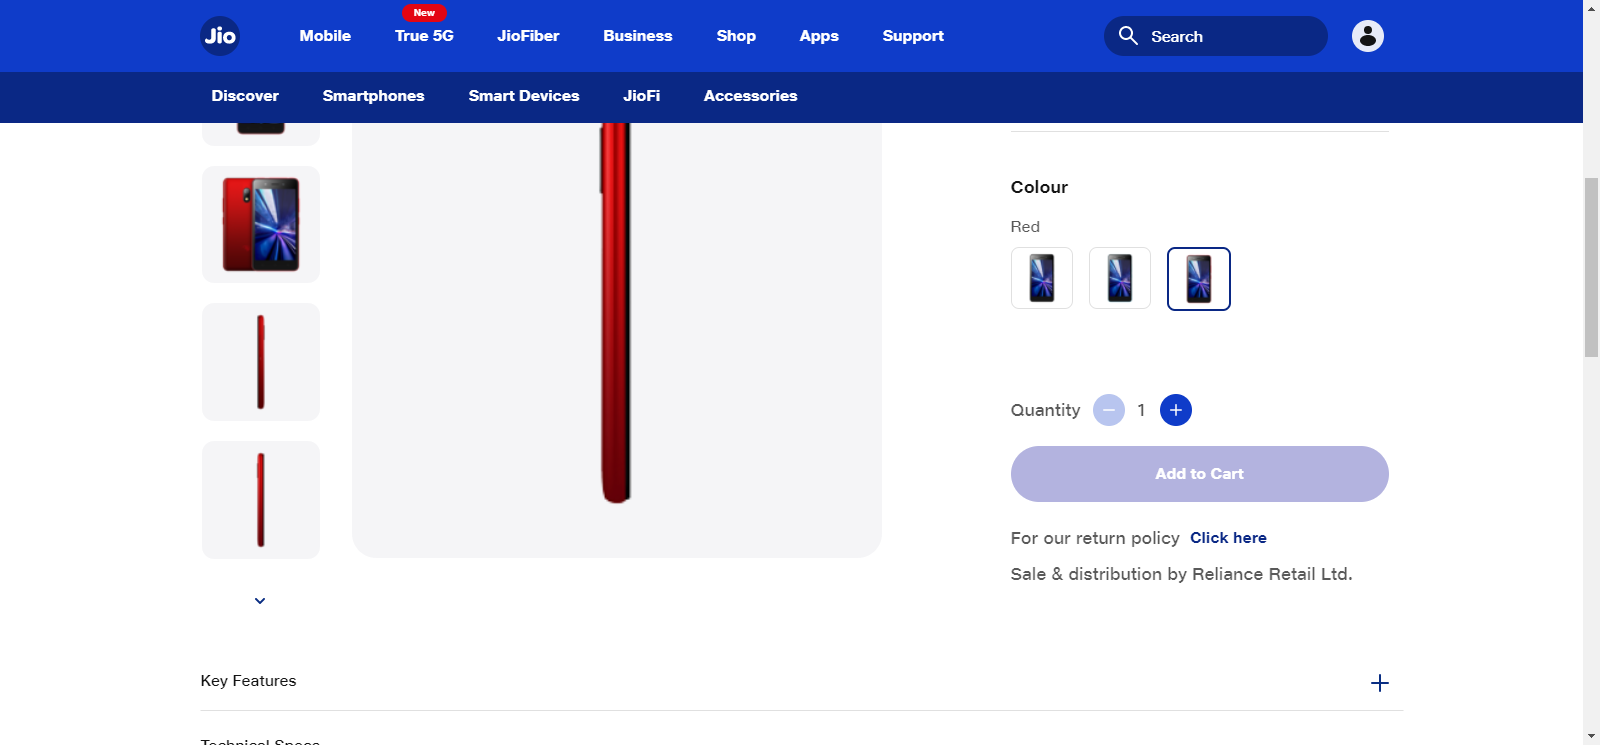 New
Jio Mobile True 5G JioFiber Business Shop Apps Support Search
Discover Smartphones Smart Devices JioFi Accessories
Colour
Red
Quantity 1
Add to Cart
For our return policy Click here
Sale & distribution by Reliance Retail Ltd.
Key Features
Technical Specs